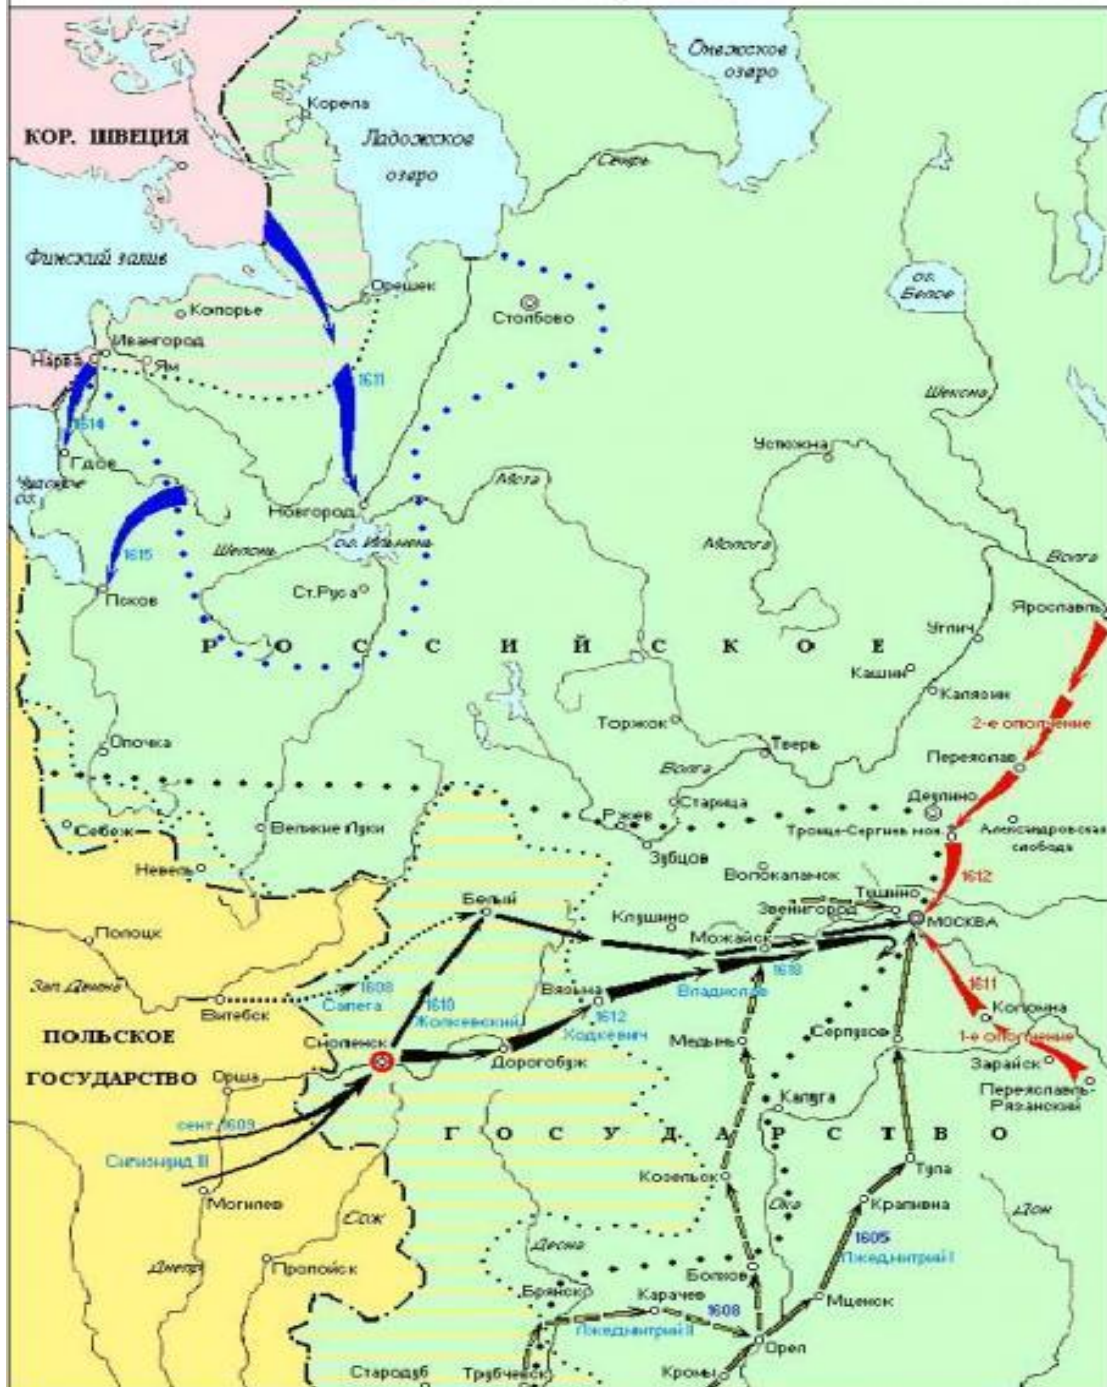 Онежское
озеро
Корела
КОР. ШВЕЦИЯ
Ладожское
озеро
Свирь
Финский залив
Орешек
оз.
Белое
Копорье
Столбово
Ивангород
Нарва
Ям
1611
Шексна
1614
Гдов
Чудское
оз.
Устюжна
Мста
Новгород
оз. Ильмень
Шелонь
Молога
1615
Волга
Псков
Ст.Руса
Ярославль
Углич
Р О С С И Й С К О Е
Кашин
Калязин
Торжок
2-е ополчение
Опочка
Тверь
Переяслав
Волга
Старица
Деулино
Себеж
Великие Луки
Ржев
Троице-Сергиев мон.
Александровская
слобода
Зубцов
Невель
Волокаламск
1612
Тушино
Белый
Звенигород
Клушино
МОСКВА
Полоцк
Можайск
1618
Зап. Двина
1608
1610
Вязьма
Владислав
1611
Витебск
Сапега
Жолкевский
1612
Ходкевич
Коломна
ПОЛЬСКОЕ
Смоленск
Дорогобуж
Медынь
Серпухов
1-е ополчение
ГОСУДАРСТВО
Орша
Зарайск
Переяславль-
Рязанский
Калуга
сент. 1609
Г О С У Д А Р С Т В О
Сигизмунд III
Козельск
Тула
Могилев
Крапивна
Ока
Дон
Сож
Десна
1605
Лжедмитрий I
Днепр
Пропойск
Болхов
Брянск
Карачев
Мценск
1608
Лжедмитрий II
Орел
Стародуб
Трубчевск
Кромы